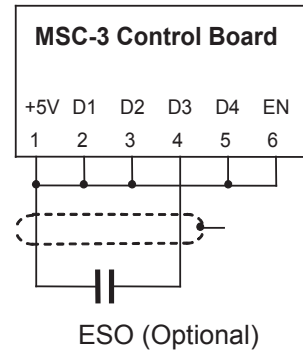 MSC-3 Control Board
+5V D1 D2 D3 D4 EN
1 2 3 4 5 6
ESO (Optional)